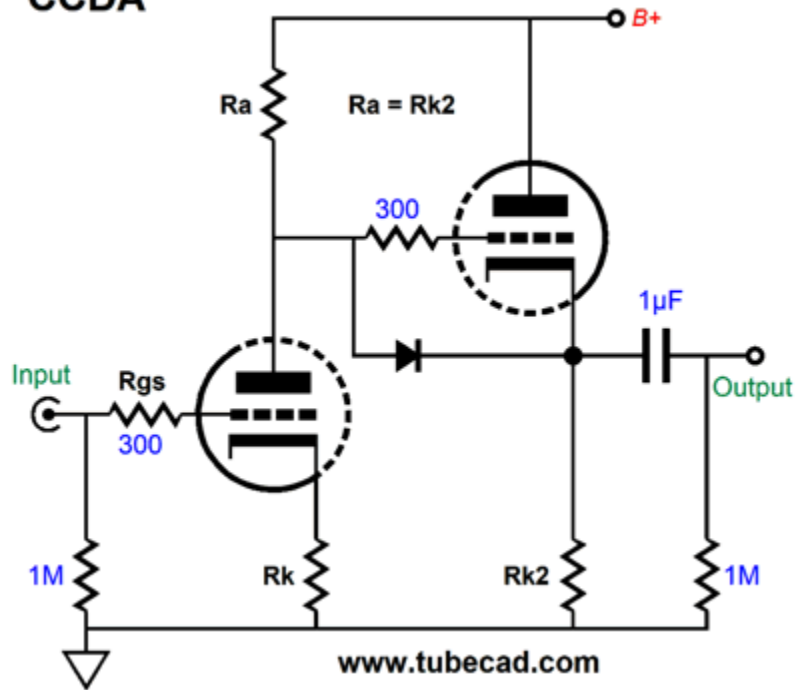 CCDA
B+
Ra
Ra = Rk2
300
1µF
Input
Rgs
Output
300
1M
Rk
Rk2
1M
www.tubecad.com